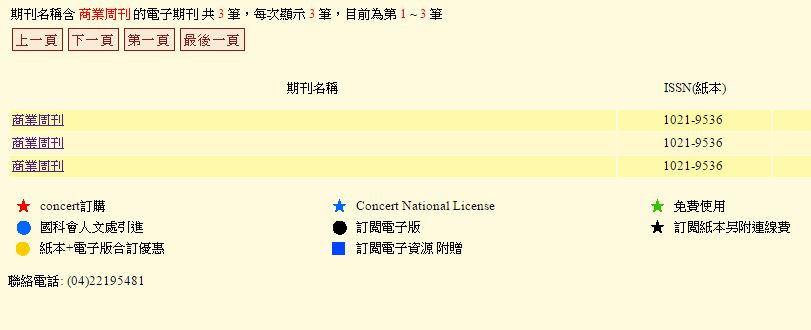 期刊名稱含 商業周刊 的電子期刊 共 3 筆，每次顯示 3 筆，目前為第 1 ~ 3 筆
上一頁 下一頁 第一頁 最後一頁
期刊名稱 ISSN(紙本)
商業周刊 1021-9536
商業周刊 1021-9536
商業周刊 1021-9536
concert訂購 Concert National License 免費使用
國科會人文處引進 訂閱電子版 訂閱紙本另附連線費
紙本+電子版合訂優惠 訂閱電子資源 附贈
聯絡電話: (04)22195481